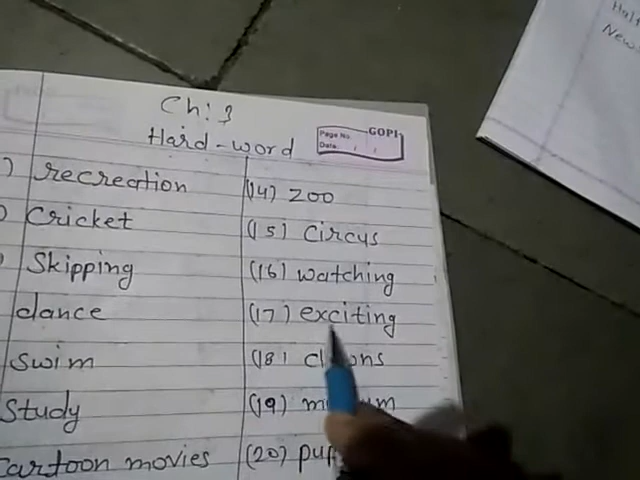 Ch: 3
Hard-word
Page No.
Date.
GOPI
recreation
(14) zoo
Cricket
(15) Circus
Skipping
(16) watching
dance
(17) exciting
Swim
(18)
Study
(19)
Cartoon movies
(20)